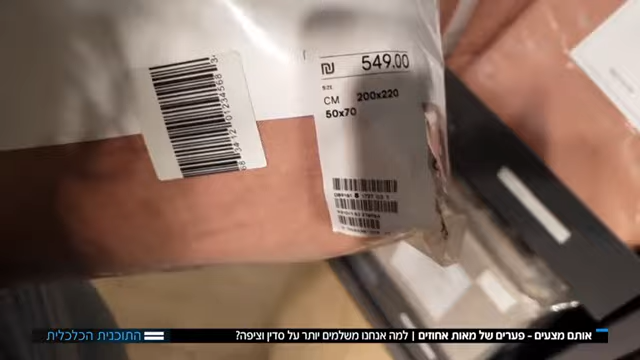 ₪ 549.00
SIZE
CM 200x220
50x70
אותם מצעים - פערים של מאות אחוזים | למה אנחנו משלמים יותר על סדין וציפה?
התוכנית הכלכלית